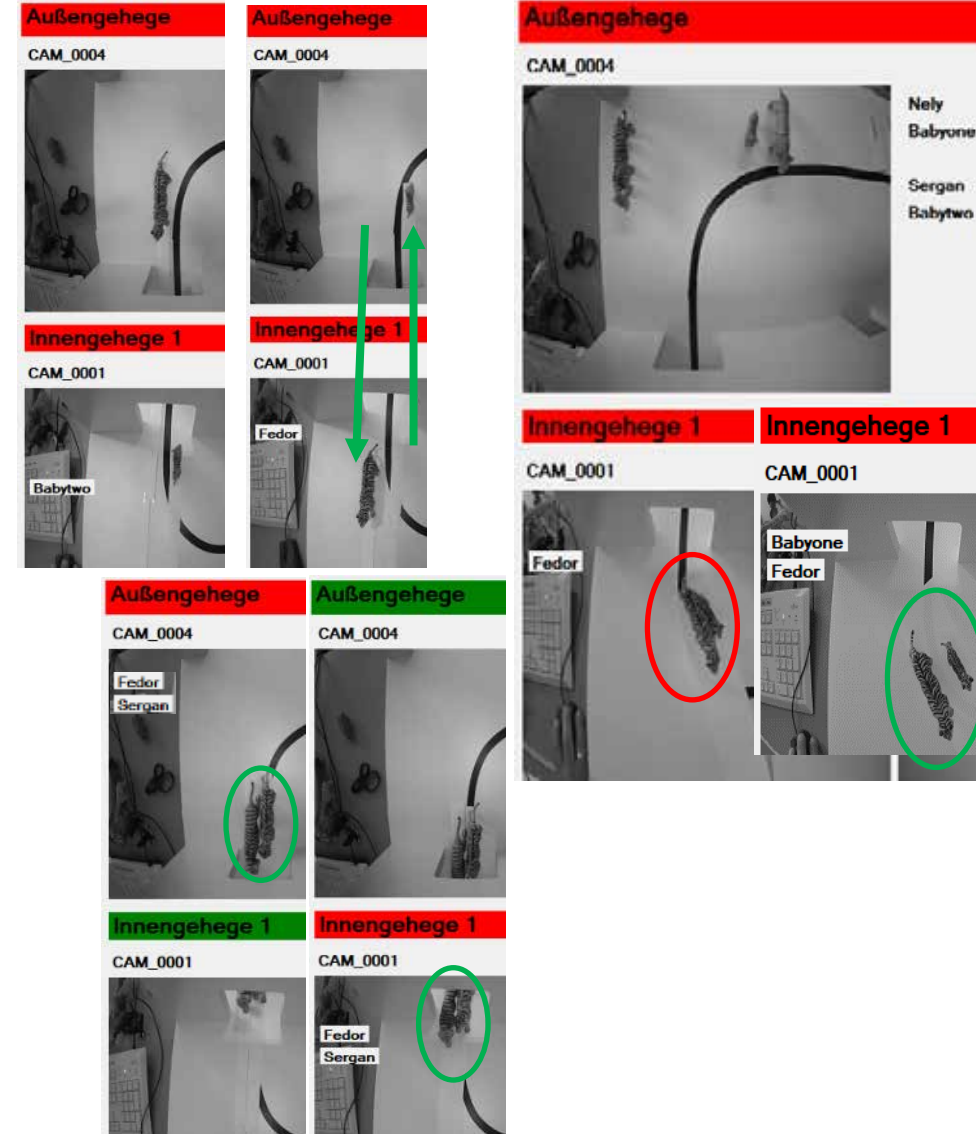 Außengehege
CAM_0004
Innengehege 1
CAM_0001
Babytwo
Außengehege
CAM_0004
Innengehege 1
CAM_0001
Fedor
Außengehege
CAM_0004
Nely
Babyone
Sergan
Babytwo
Innengehege 1
CAM_0001
Fedor
Innengehege 1
CAM_0001
Babyone
Fedor
Außengehege
CAM_0004
Fedor
Sergan
Innengehege 1
CAM_0001
Außengehege
CAM_0004
Innengehege 1
CAM_0001
Fedor
Sergan